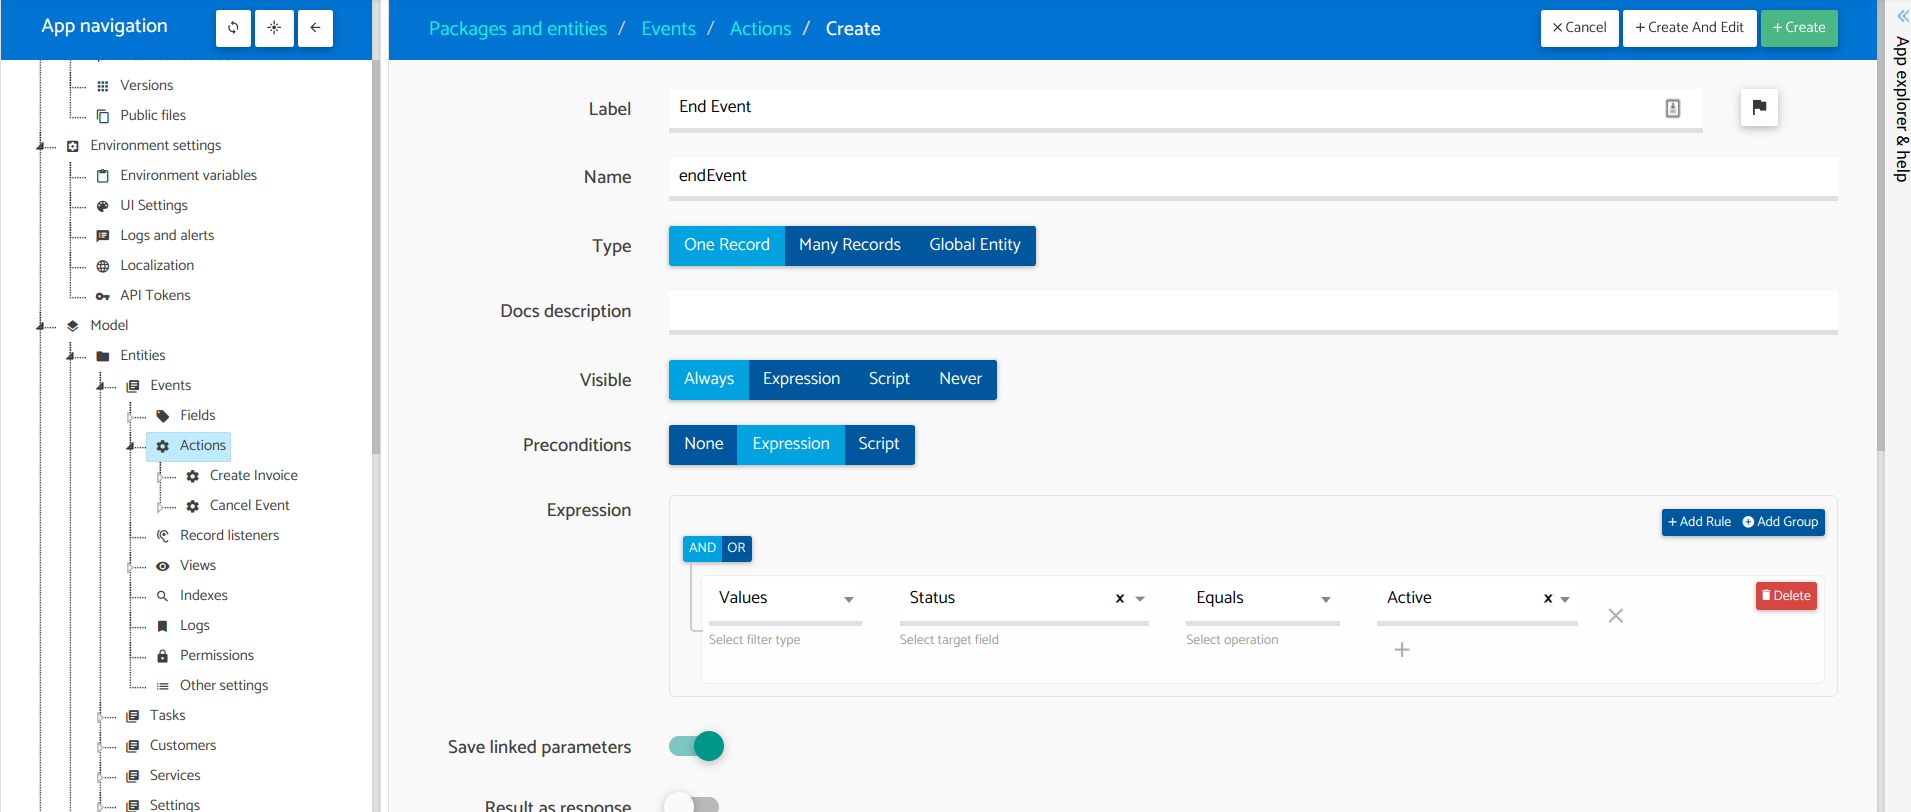 App navigation
Versions
Public files
Environment settings
Environment variables
UI Settings
Logs and alerts
Localization
API Tokens
Model
Entities
Events
Fields
Actions
Create Invoice
Cancel Event
Record listeners
Views
Indexes
Logs
Permissions
Other settings
Tasks
Customers
Services
Settings
Packages and entities / Events / Actions / Create
Cancel
+ Create And Edit
+ Create
Label
End Event
Name
endEvent
Type
One Record Many Records Global Entity
Docs description
Visible
Always Expression Script Never
Preconditions
None Expression Script
Expression
+ Add Rule Add Group
AND OR
Values Status x Equals Active x
Delete
Select filter type Select target field Select operation
Save linked parameters
Result as response
App explorer & help